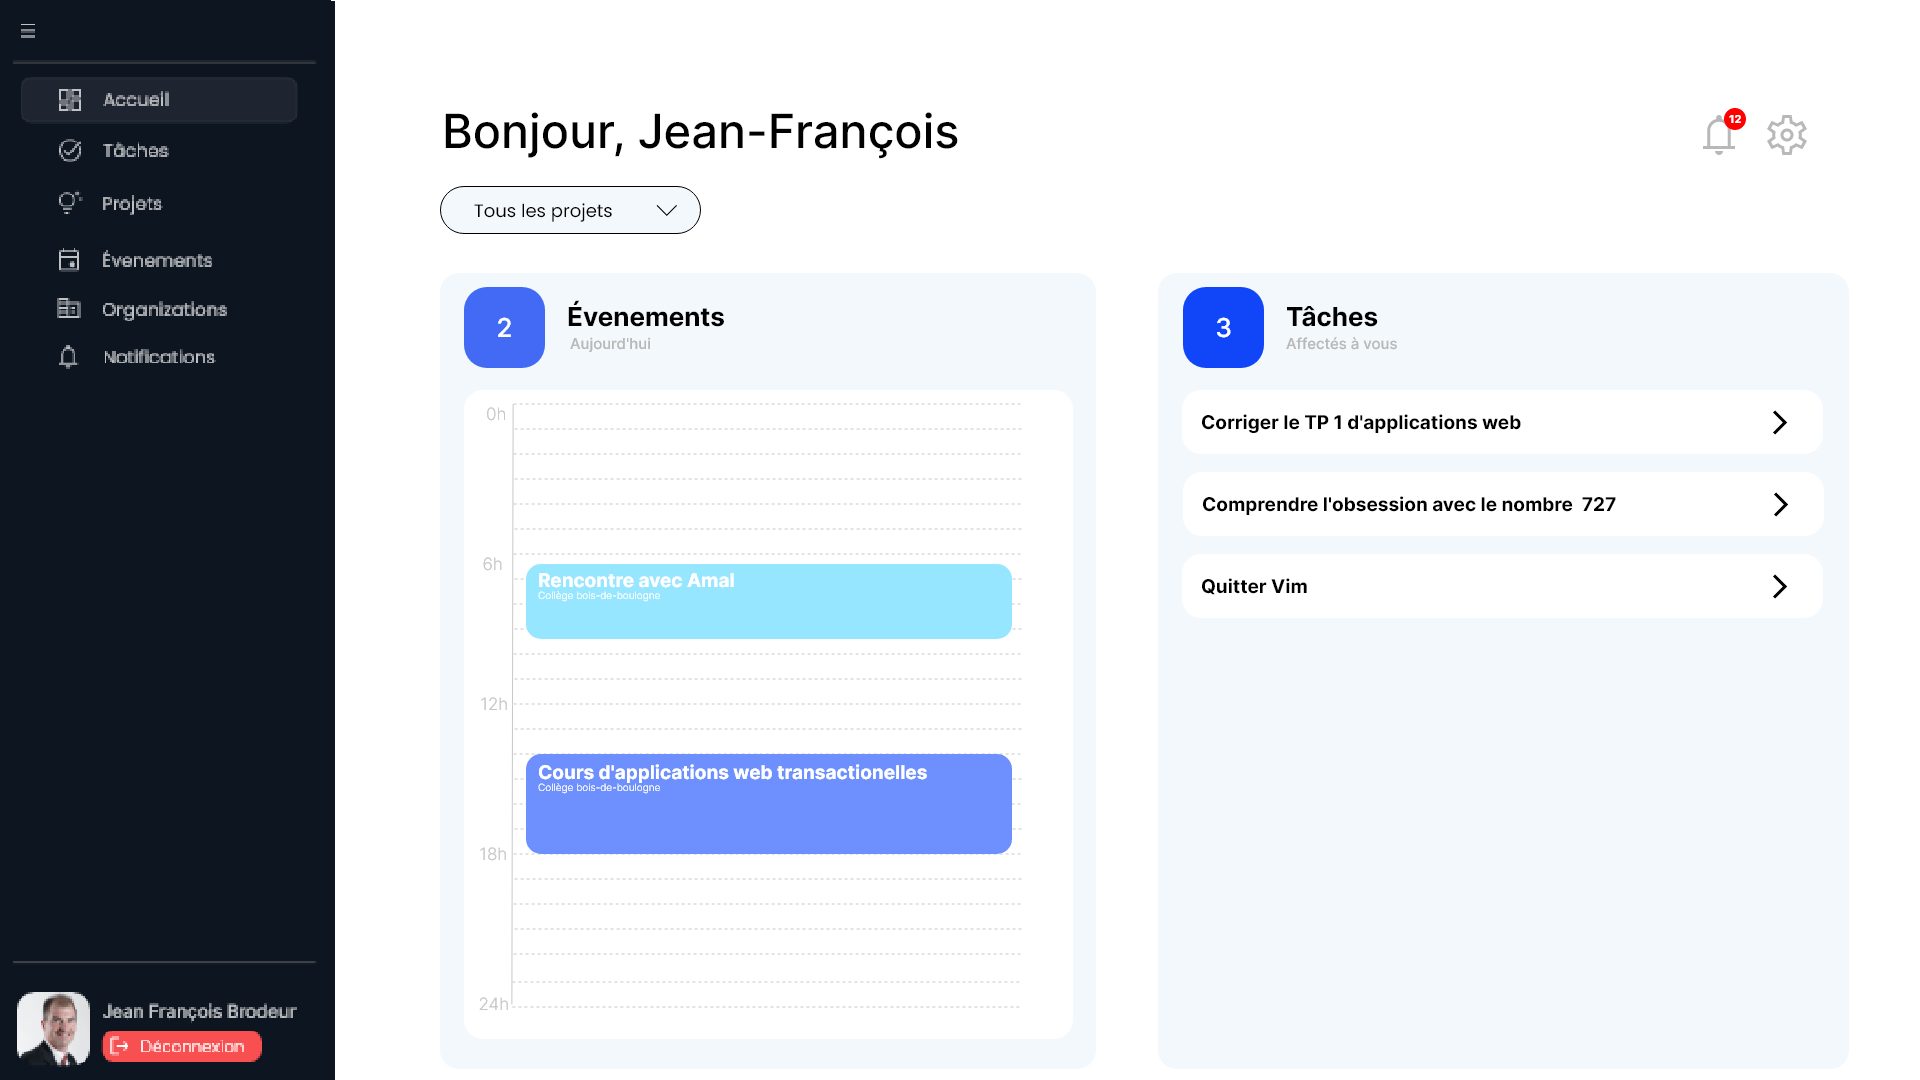 Accueil
Tâches
Projets
Évenements
Organizations
Notifications
Jean François Brodeur
Déconnexion
Bonjour, Jean-François
12
Tous les projets
2
Évenements
Aujourd'hui
0h
6h
Rencontre avec Amal
Collège bois-de-boulogne
12h
Cours d'applications web transactionelles
Collège bois-de-boulogne
18h
24h
3
Tâches
Affectés à vous
Corriger le TP 1 d'applications web
Comprendre l'obsession avec le nombre 727
Quitter Vim